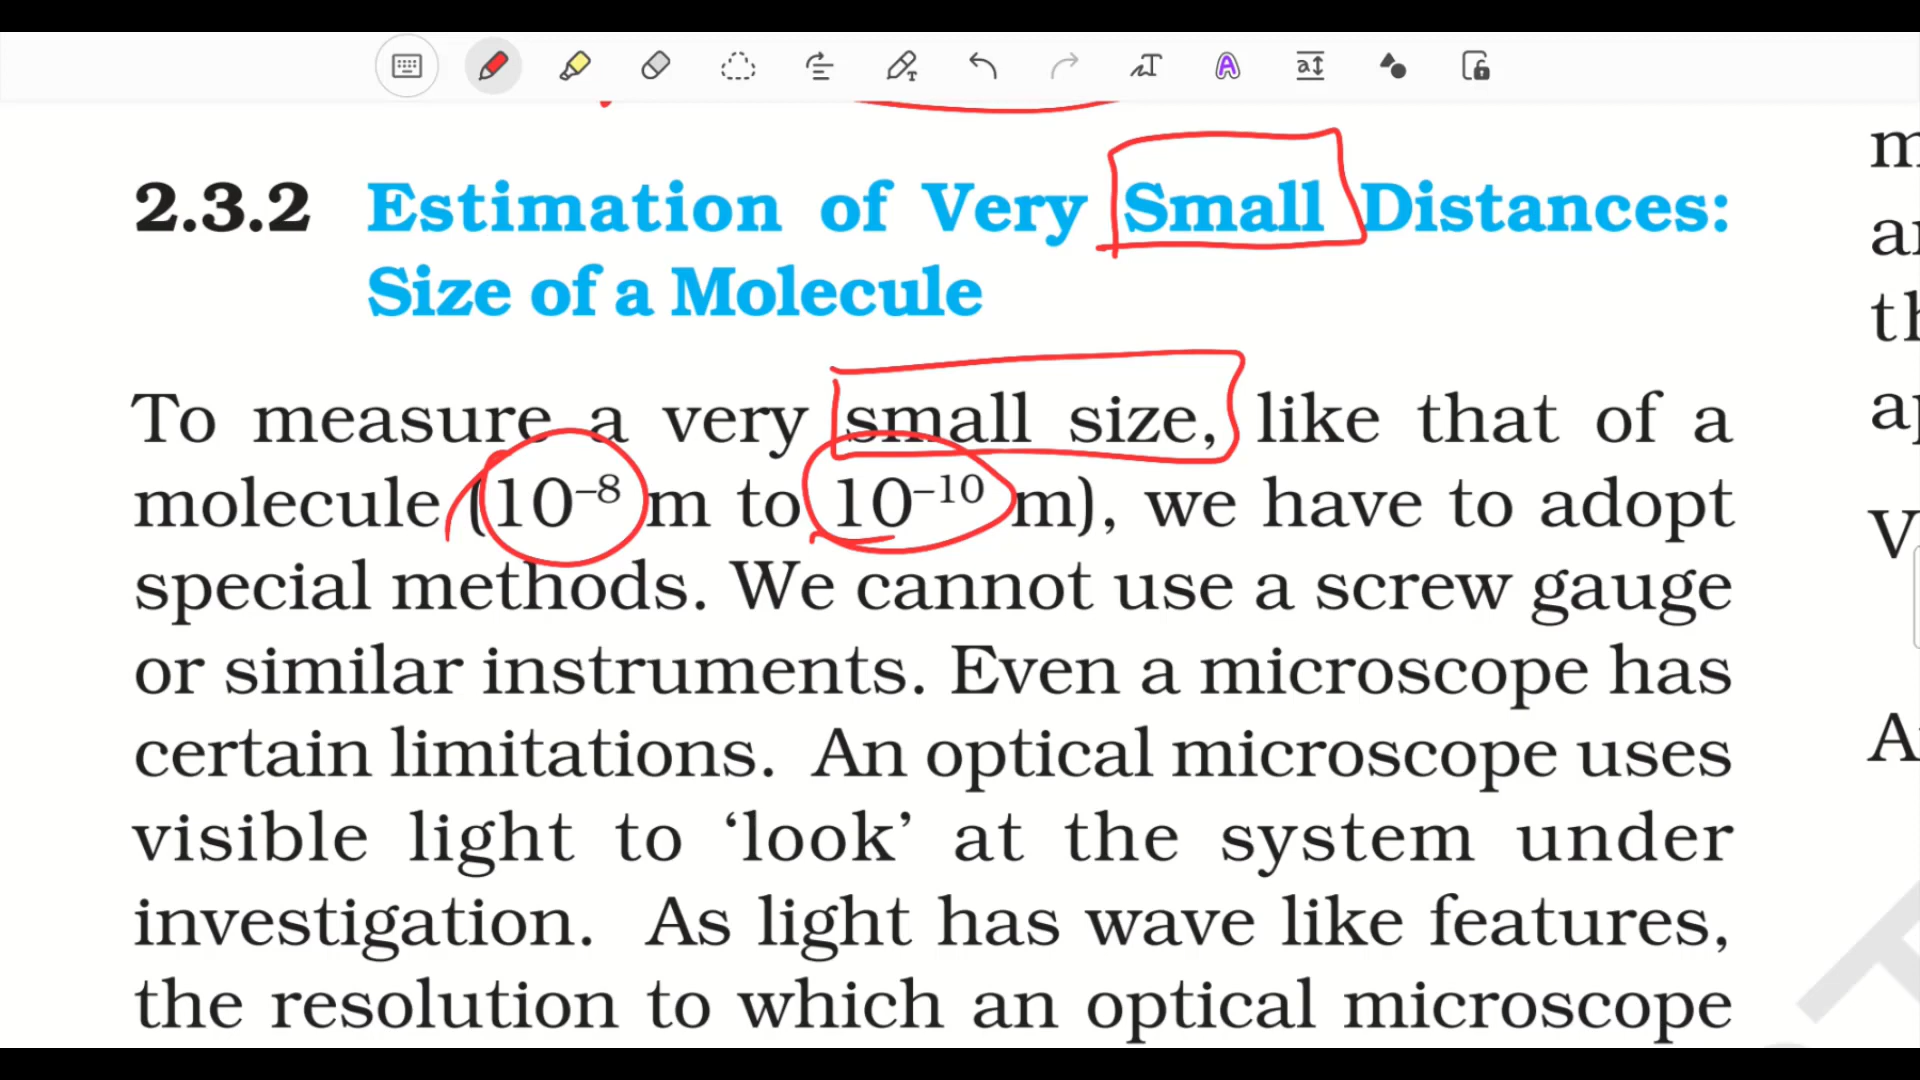 2.3.2 Estimation of Very Small Distances:
Size of a Molecule
To measure a very small size, like that of a
molecule (10⁻⁸ m to 10⁻¹⁰ m), we have to adopt
special methods. We cannot use a screw gauge
or similar instruments. Even a microscope has
certain limitations. An optical microscope uses
visible light to ‘look’ at the system under
investigation. As light has wave like features,
the resolution to which an optical microscope